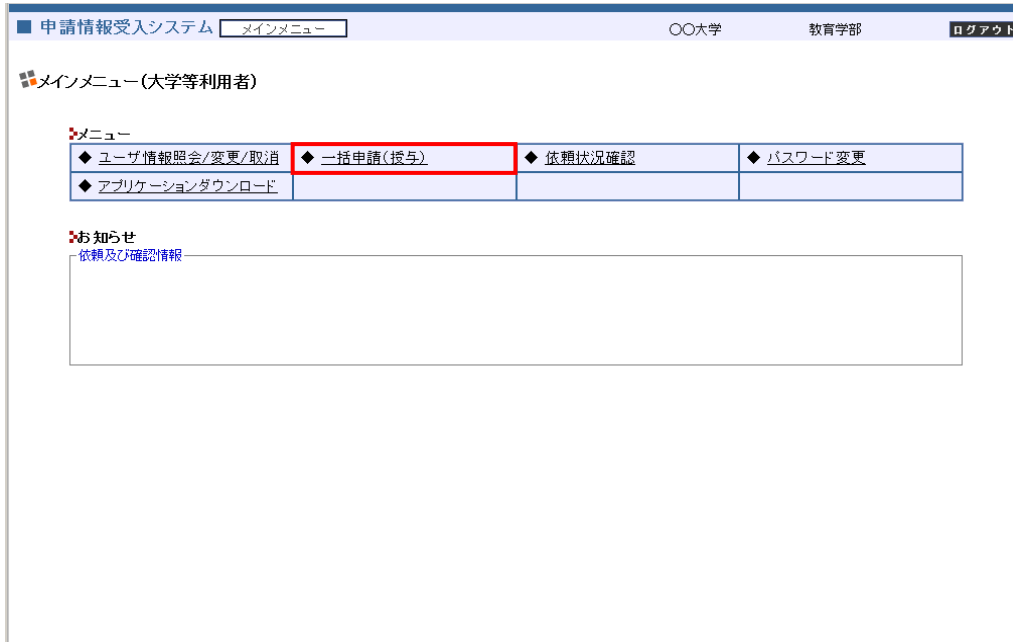 ■ 申請情報受入システム メインメニュー 〇〇大学 教育学部 ログアウト
メインメニュー(大学等利用者)
メニュー
◆ ユーザ情報照会/変更/取消 ◆ 一括申請(授与) ◆ 依頼状況確認 ◆ パスワード変更
◆ アプリケーションダウンロード
お知らせ
依頼及び確認情報